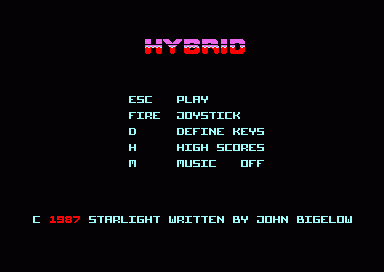 HYBRID
ESC PLAY
FIRE JOYSTICK
D DEFINE KEYS
H HIGH SCORES
M MUSIC OFF
C 1987 STARLIGHT WRITTEN BY JOHN BIGELOW